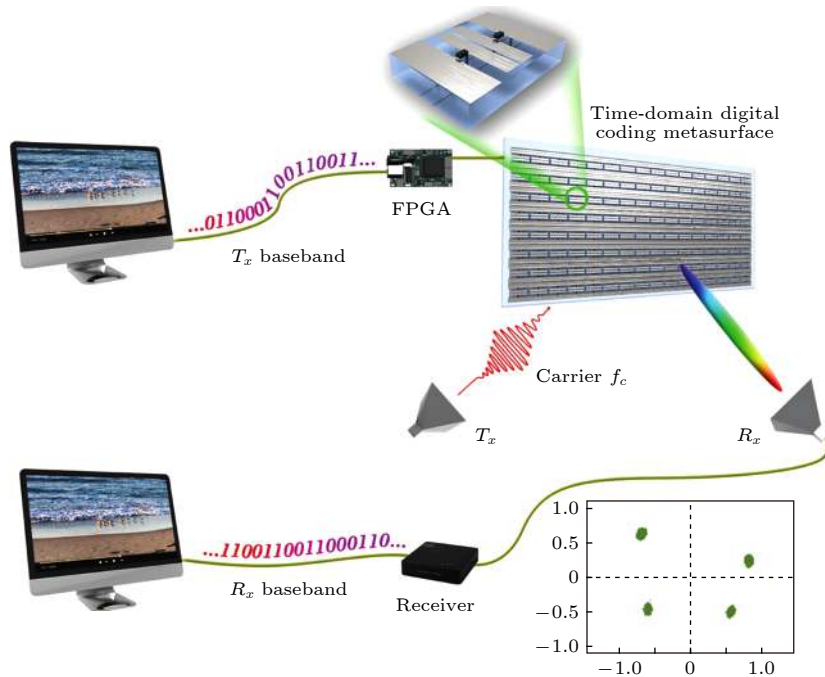 Time-domain digital
coding metasurface
...0110001100110011...
FPGA
Tₓ baseband
Carrier f꜀
Tₓ
Rₓ
...1100110011000110...
Rₓ baseband
Receiver
1.0
0.5
0
−0.5
−1.0
−1.0
0
1.0